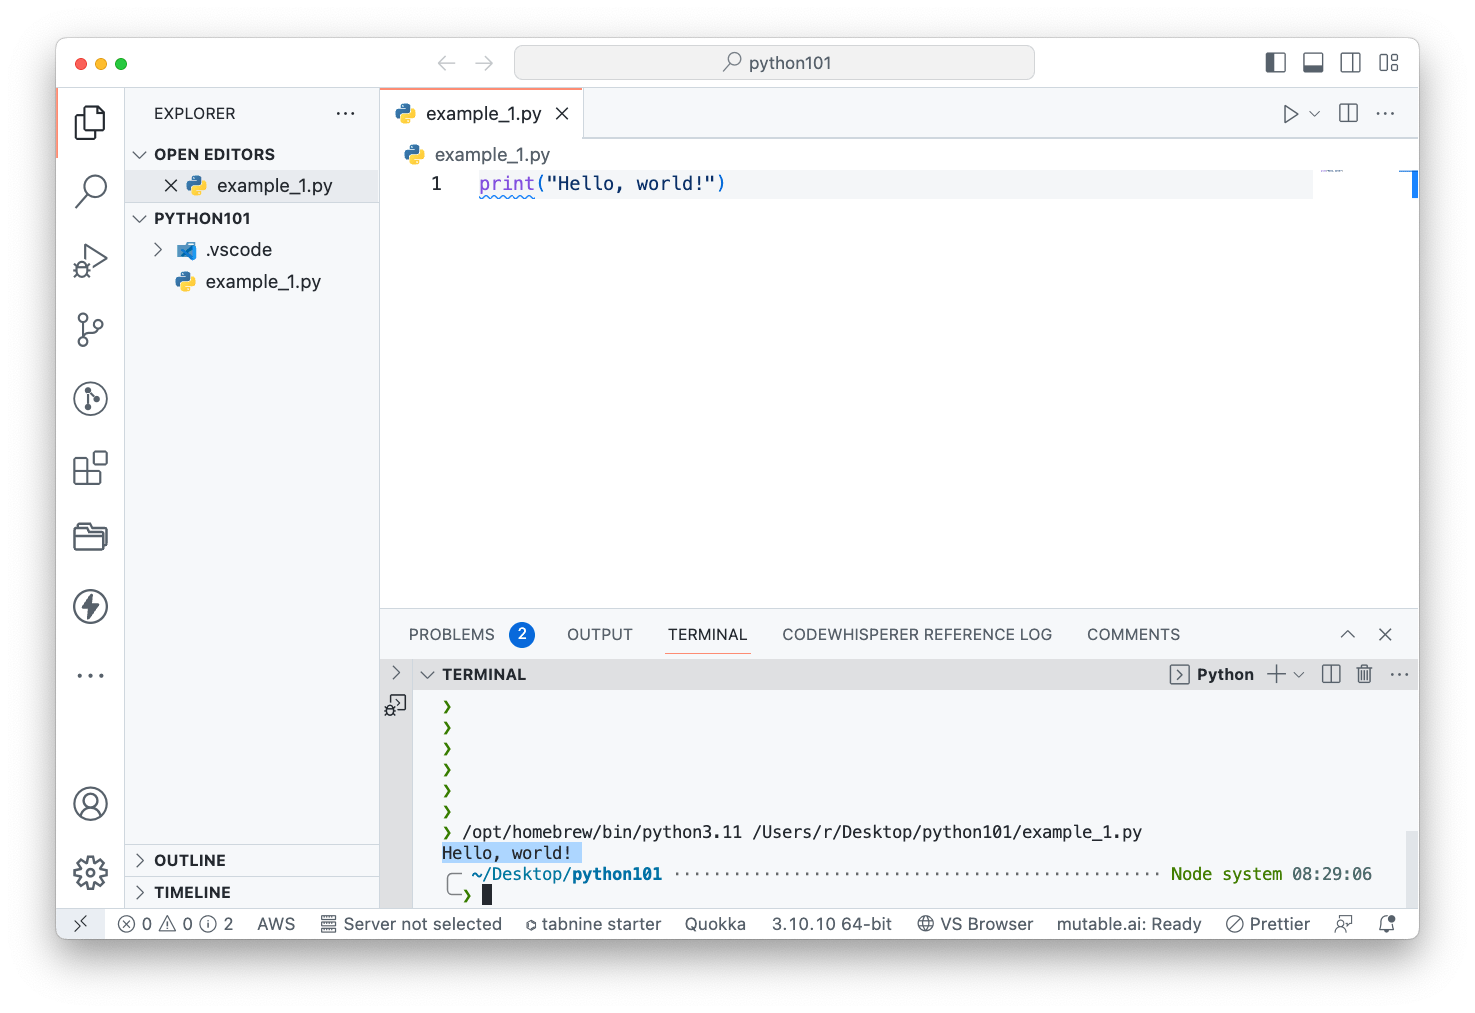 python101
EXPLORER
OPEN EDITORS
example_1.py
PYTHON101
.vscode
example_1.py
OUTLINE
TIMELINE
example_1.py
example_1.py
1 print("Hello, world!")
PROBLEMS 2 OUTPUT TERMINAL CODEWHISPERER REFERENCE LOG COMMENTS
TERMINAL Python
❯
❯
❯
❯
❯
❯
❯ /opt/homebrew/bin/python3.11 /Users/r/Desktop/python101/example_1.py
Hello, world!
~/Desktop/python101 ················································· Node system 08:29:06
❯
0 0 2 AWS Server not selected tabnine starter Quokka 3.10.10 64-bit VS Browser mutable.ai: Ready Prettier